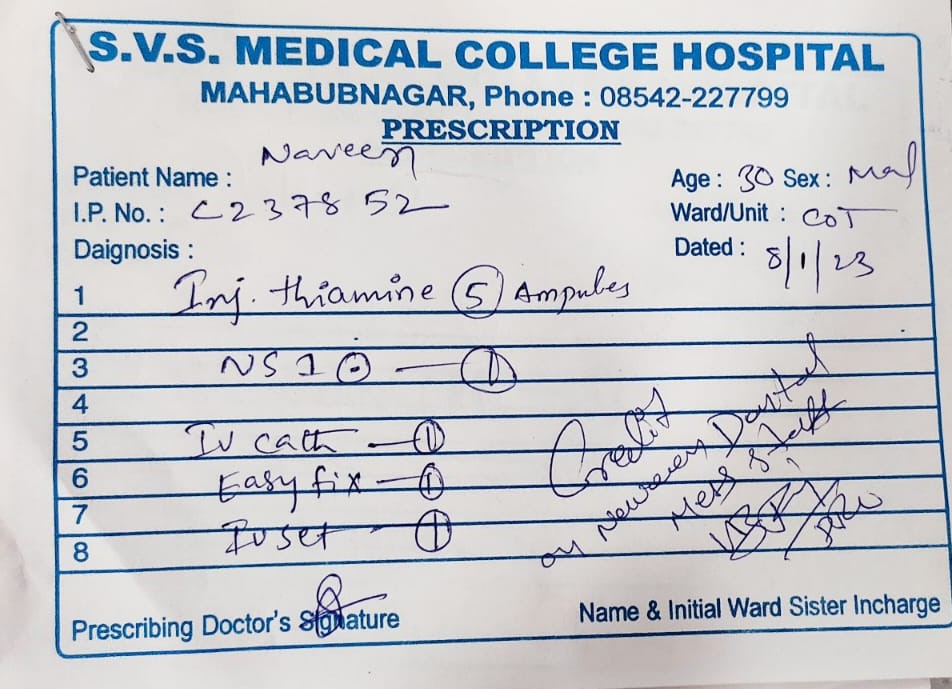 S.V.S. MEDICAL COLLEGE HOSPITAL
MAHABUBNAGAR, Phone : 08542-227799
PRESCRIPTION
Patient Name : Naveen
Age : 30 Sex : Mal
I.P. No. : C237852
Ward/Unit : COT
Daignosis :
Dated : 8/1/23
1 Inj. thiamine 5 Ampules
2
3 NS 1 — 1
4
5 IV cath — 1
6 Easy fix — 1
7
8 IV set - 1
Credit
on Dental
Mess Staff
PRO
Prescribing Doctor's Signature
Name & Initial Ward Sister Incharge